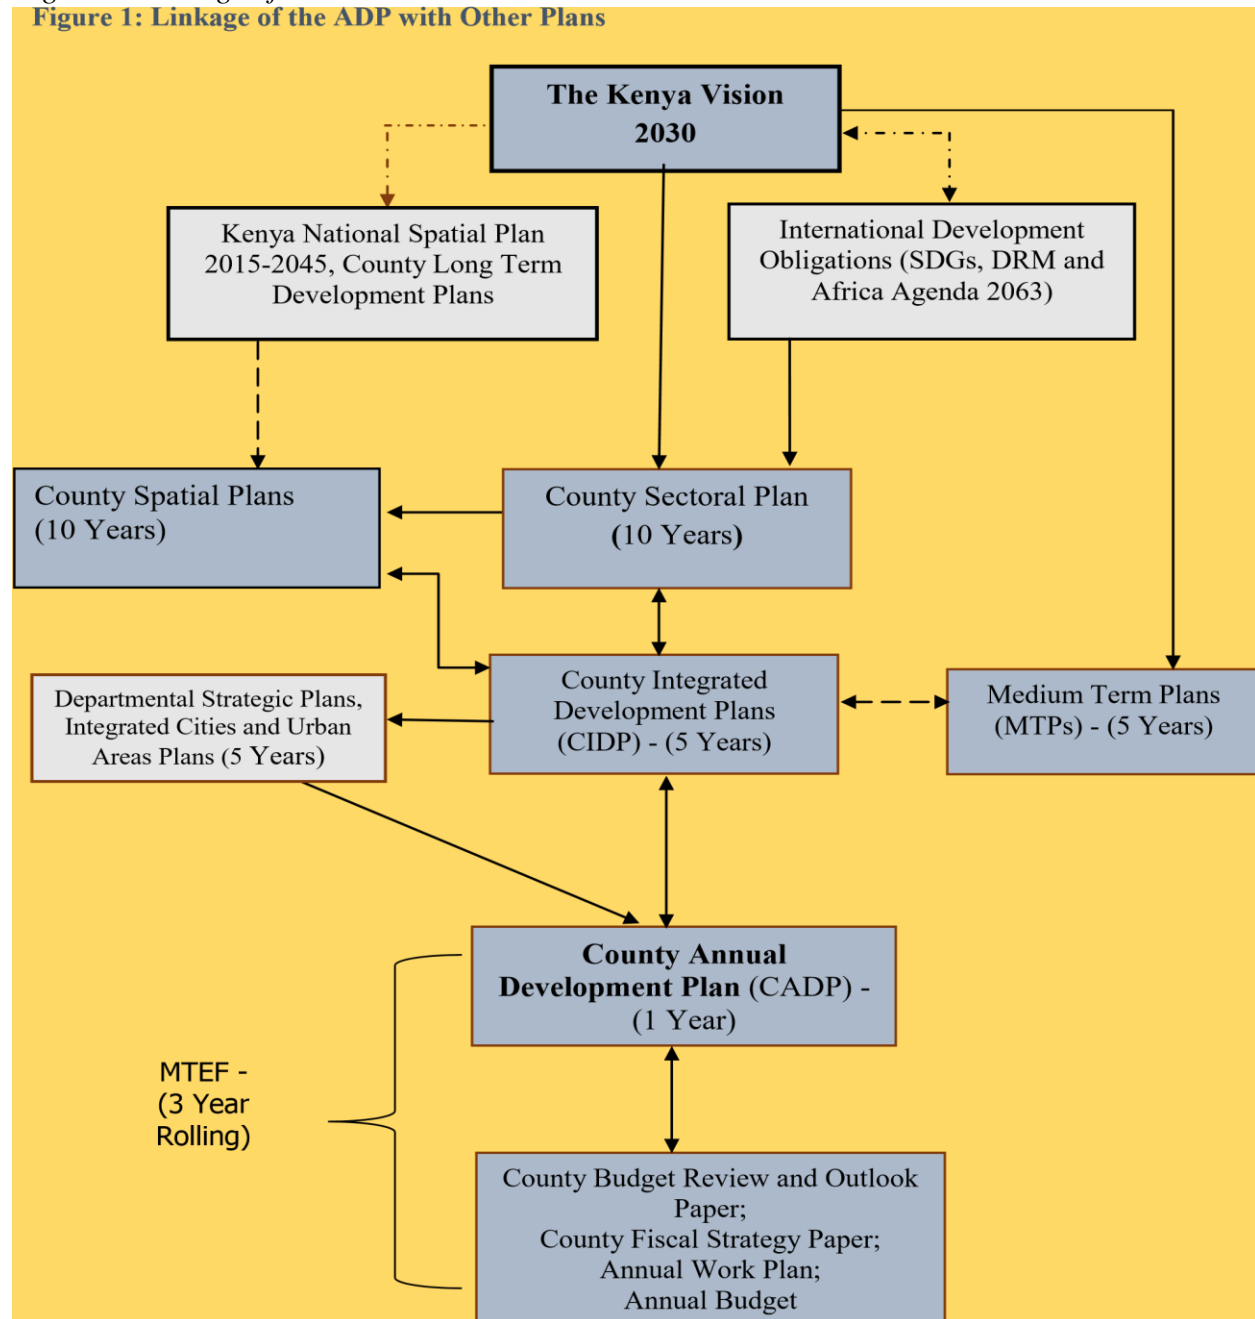 Figure 1: Linkage of the ADP with Other Plans
The Kenya Vision
2030
Kenya National Spatial Plan
2015-2045, County Long Term
Development Plans
International Development
Obligations (SDGs, DRM and
Africa Agenda 2063)
County Spatial Plans
(10 Years)
County Sectoral Plan
(10 Years)
Departmental Strategic Plans,
Integrated Cities and Urban
Areas Plans (5 Years)
County Integrated
Development Plans
(CIDP) - (5 Years)
Medium Term Plans
(MTPs) - (5 Years)
County Annual
Development Plan (CADP) -
(1 Year)
MTEF -
(3 Year
Rolling)
County Budget Review and Outlook
Paper;
County Fiscal Strategy Paper;
Annual Work Plan;
Annual Budget